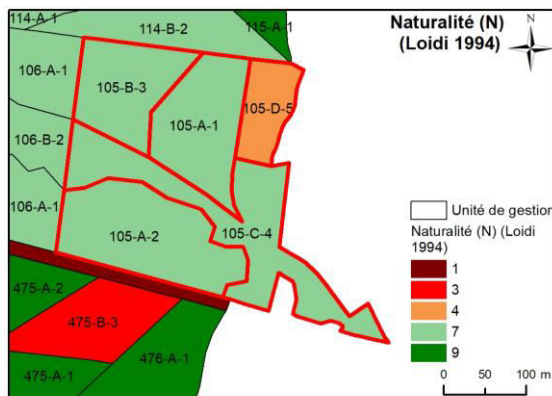 114-A-1
114-B-2
115-A-1
Naturalité (N)
(Loidi 1994)
N
106-A-1
105-B-3
105-D-5
105-A-1
106-B-2
106-A-1
105-A-2
105-C-4
Unité de gestion
Naturalité (N) (Loidi
1994)
1
3
4
7
9
475-A-2
475-B-3
476-A-1
475-A-1
0 50 100 m